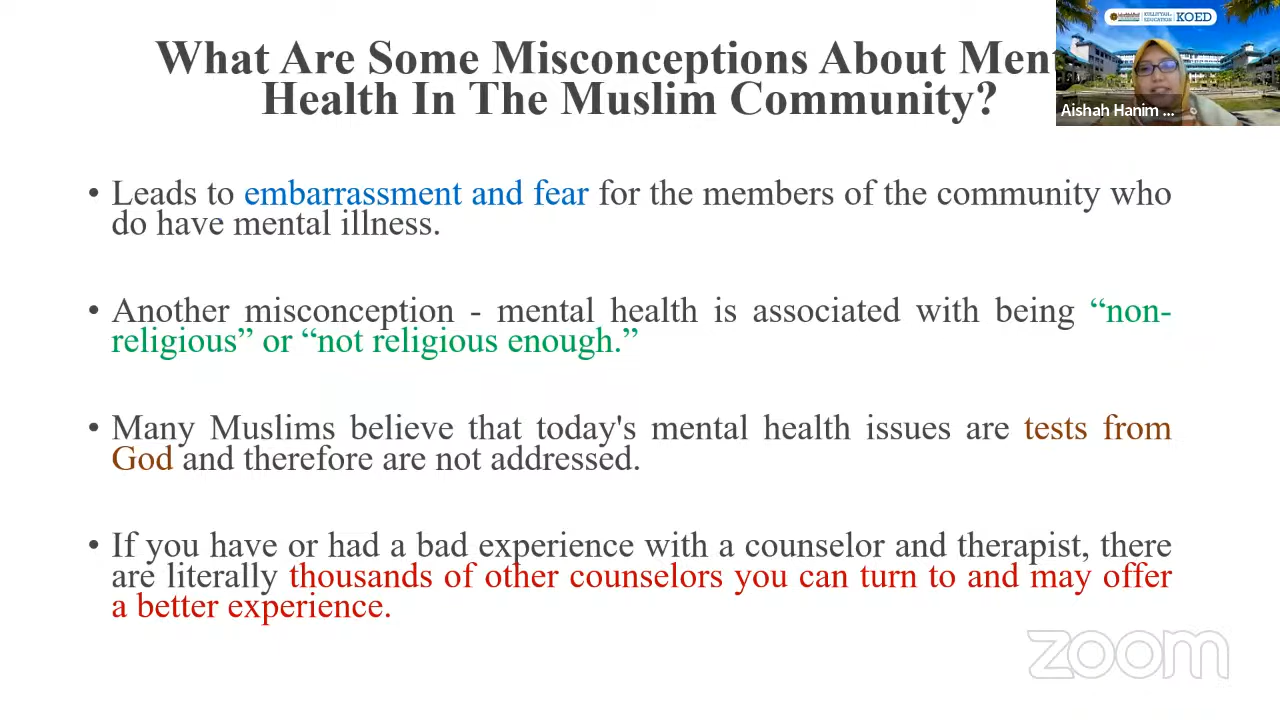 What Are Some Misconceptions About Men
Health In The Muslim Community?
KULLIYYAH of
EDUCATION
KOED
Aishah Hanim ...
• Leads to embarrassment and fear for the members of the community who
do have mental illness.
• Another misconception - mental health is associated with being “non-
religious” or “not religious enough.”
• Many Muslims believe that today's mental health issues are tests from
God and therefore are not addressed.
• If you have or had a bad experience with a counselor and therapist, there
are literally thousands of other counselors you can turn to and may offer
a better experience.
zoom